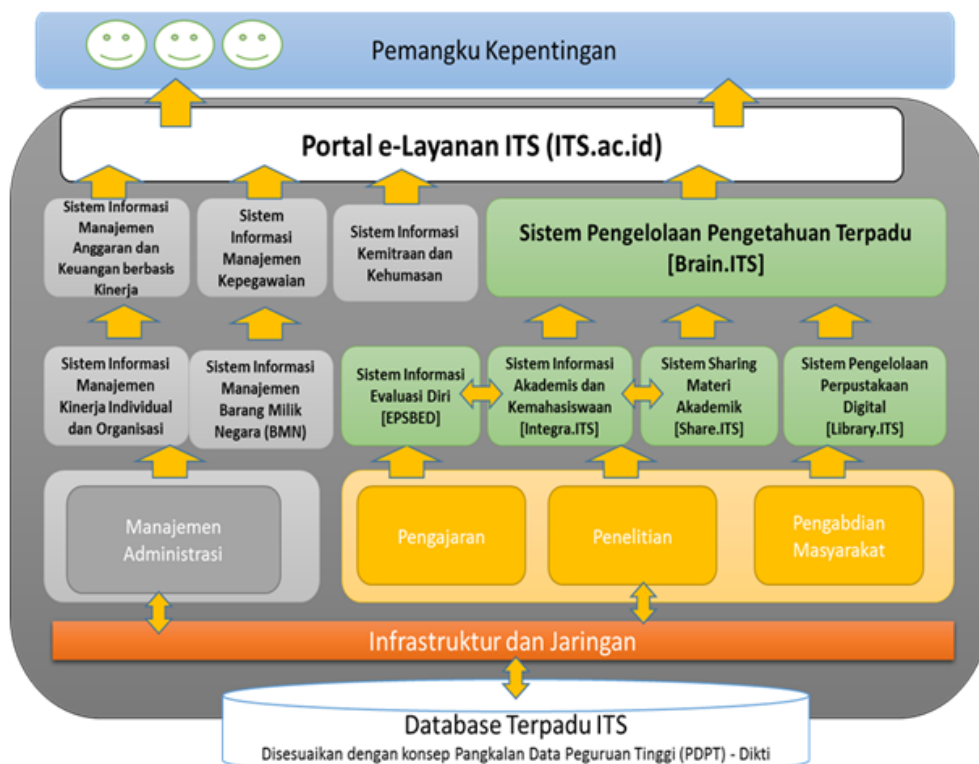 Pemangku Kepentingan
Portal e-Layanan ITS (ITS.ac.id)
Sistem Informasi
Manajemen
Anggaran dan
Keuangan berbasis
Kinerja
Sistem
Informasi
Manajemen
Kepegawaian
Sistem Informasi
Kemitraan dan
Kehumasan
Sistem Pengelolaan Pengetahuan Terpadu
[Brain.ITS]
Sistem Informasi
Manajemen
Kinerja Individual
dan Organisasi
Sistem Informasi
Manajemen
Barang Milik
Negara (BMN)
Sistem Informasi
Evaluasi Diri
[EPSBED]
Sistem Informasi
Akademis dan
Kemahasiswaan
[Integra.ITS]
Sistem Sharing
Materi
Akademik
[Share.ITS]
Sistem Pengelolaan
Perpustakaan
Digital
[Library.ITS]
Manajemen
Administrasi
Pengajaran
Penelitian
Pengabdian
Masyarakat
Infrastruktur dan Jaringan
Database Terpadu ITS
Disesuaikan dengan konsep Pangkalan Data Peguruan Tinggi (PDPT) - Dikti